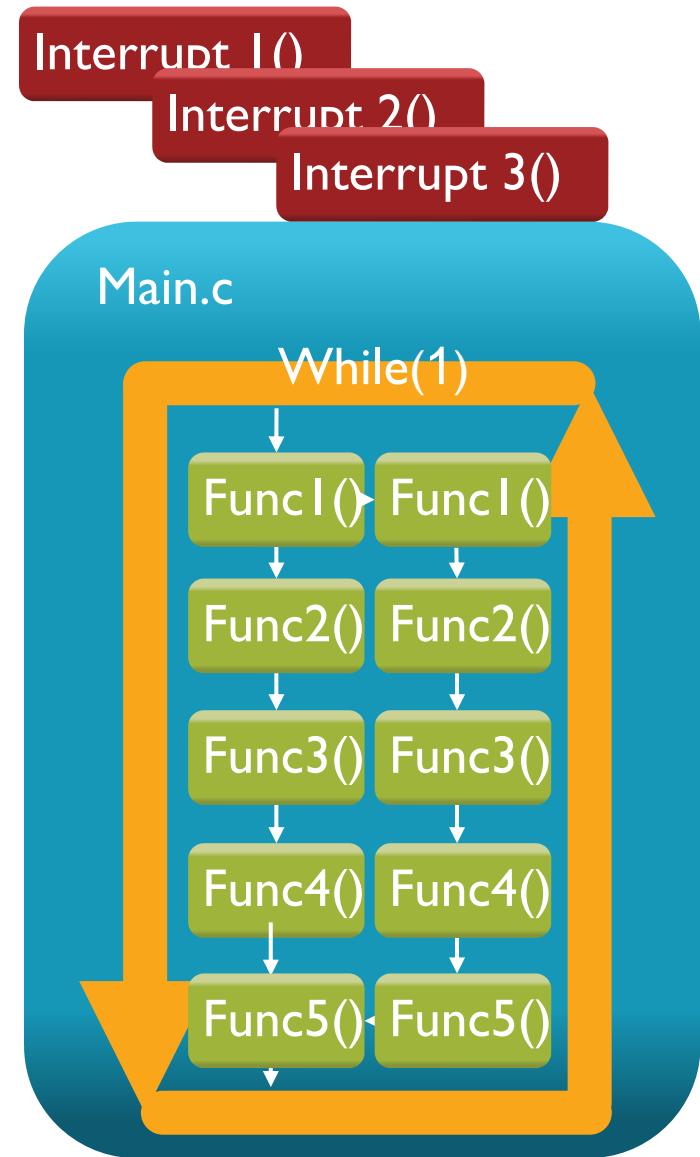 Interrupt 1()
Interrupt 2()
Interrupt 3()
Main.c
While(1)
Func1() Func1()
Func2() Func2()
Func3() Func3()
Func4() Func4()
Func5() Func5()